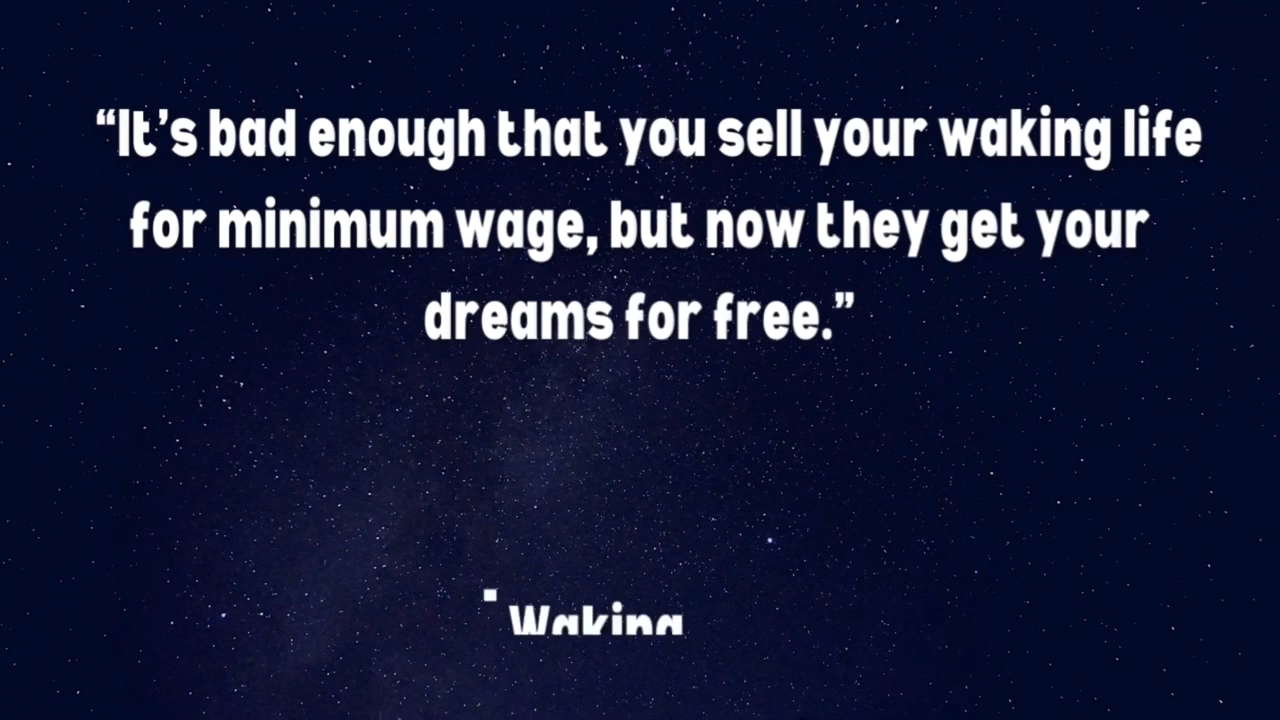 “It’s bad enough that you sell your waking life
for minimum wage, but now they get your
dreams for free.”
Waking